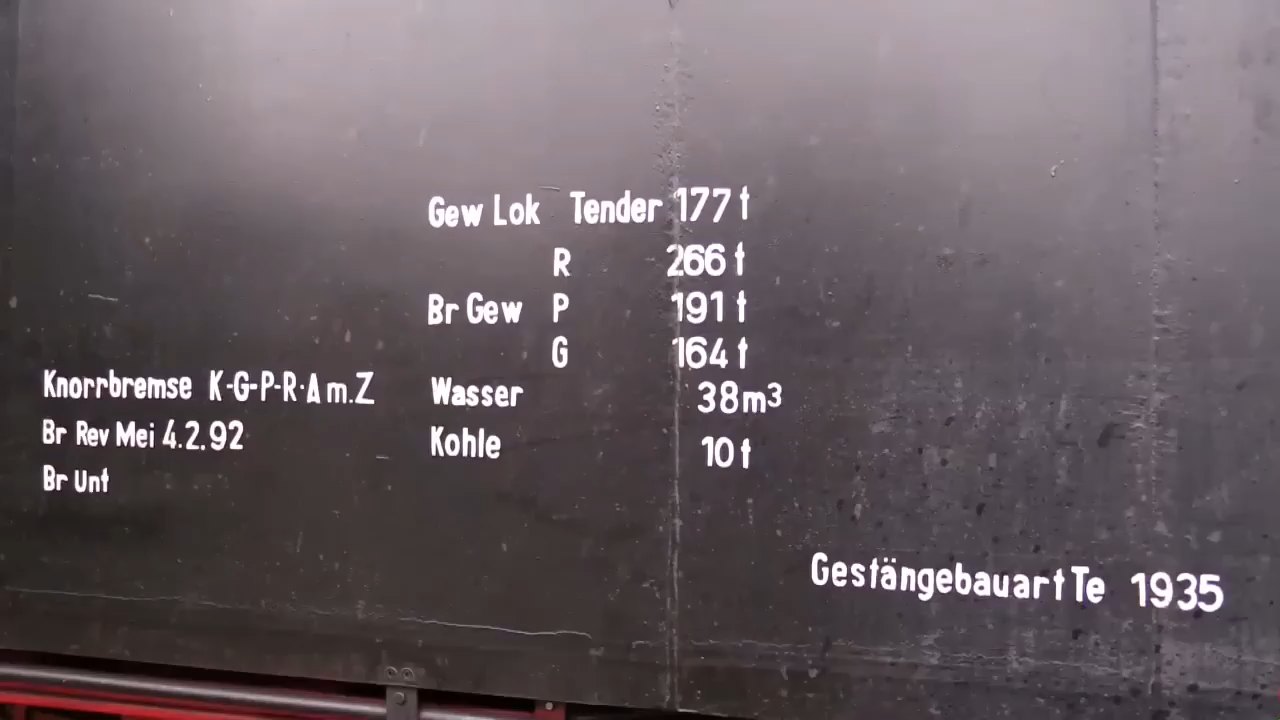 Gew Lok Tender 177 t
R 266 t
Br Gew P 191 t
G 164 t
Knorrbremse K-G-P-R·A m.Z
Wasser 38m3
Br Rev Mei 4.2.92
Kohle 10 t
Br Unt
Gestängebauart Te 1935